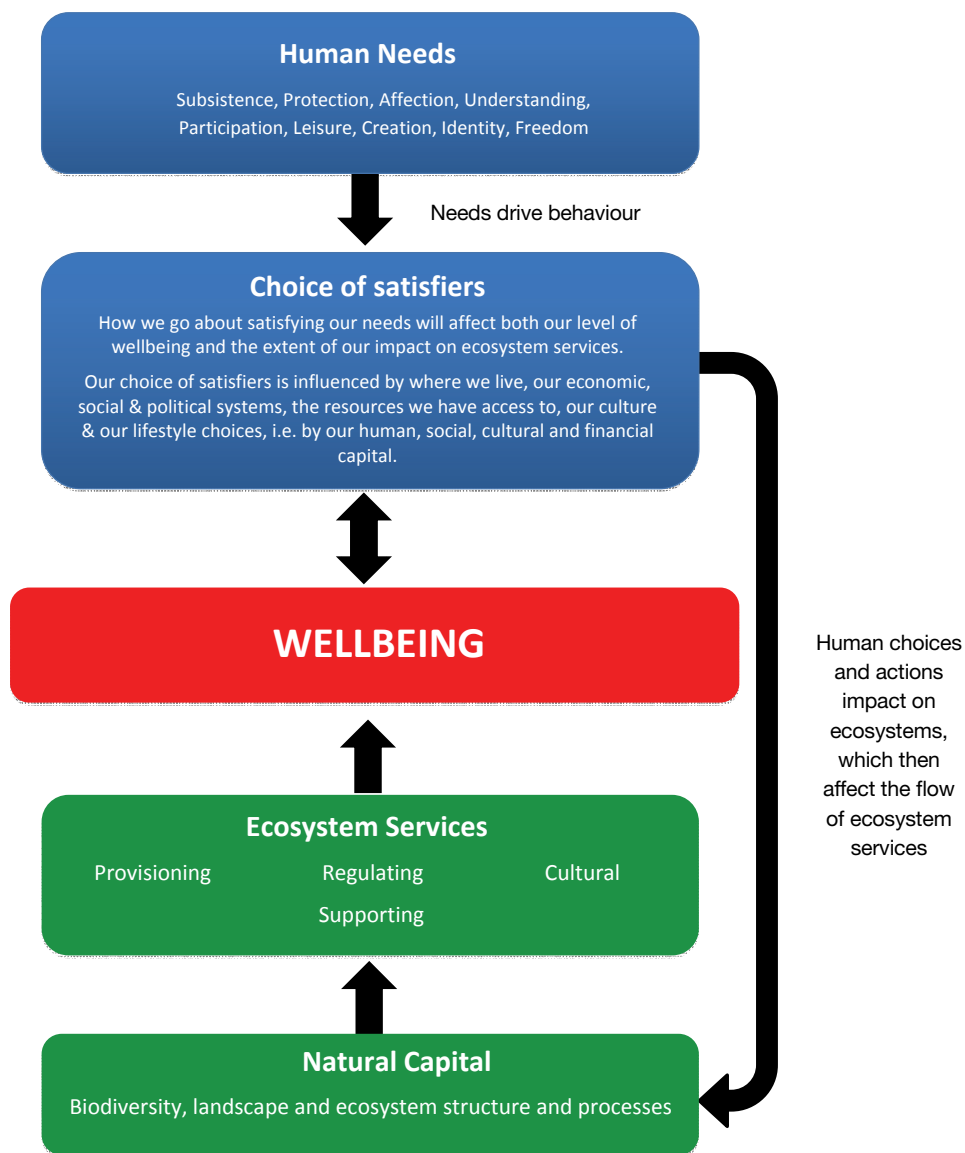 Human Needs
Subsistence, Protection, Affection, Understanding,
Participation, Leisure, Creation, Identity, Freedom
Needs drive behaviour
Choice of satisfiers
How we go about satisfying our needs will affect both our level of
wellbeing and the extent of our impact on ecosystem services.
Our choice of satisfiers is influenced by where we live, our economic,
social & political systems, the resources we have access to, our culture
& our lifestyle choices, i.e. by our human, social, cultural and financial
capital.
WELLBEING
Human choices
and actions
impact on
ecosystems,
which then
affect the flow
of ecosystem
services
Ecosystem Services
Provisioning Regulating Cultural
Supporting
Natural Capital
Biodiversity, landscape and ecosystem structure and processes